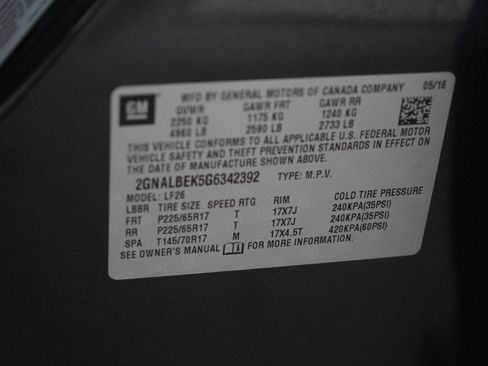 GM
MFD BY GENERAL MOTORS OF CANADA COMPANY 05/16
GVWR GAWR FRT GAWR RR
2250 KG 1175 KG 1240 KG
4960 LB 2590 LB 2733 LB
THIS VEHICLE CONFORMS TO ALL APPLICABLE U.S. FEDERAL MOTOR
VEHICLE SAFETY AND THEFT PREVENTION STANDARDS IN EFFECT ON
THE DATE OF MANUFACTURE SHOWN ABOVE.
2GNALBEK5G6342392 TYPE: M.P.V.
MODEL: LF26
LBBR TIRE SIZE SPEED RTG RIM COLD TIRE PRESSURE
FRT P225/65R17 T 17X7J 240KPA(35PSI)
RR P225/65R17 T 17X7J 240KPA(35PSI)
SPA T145/70R17 M 17X4.5T 420KPA(60PSI)
SEE OWNER'S MANUAL FOR MORE INFORMATION.